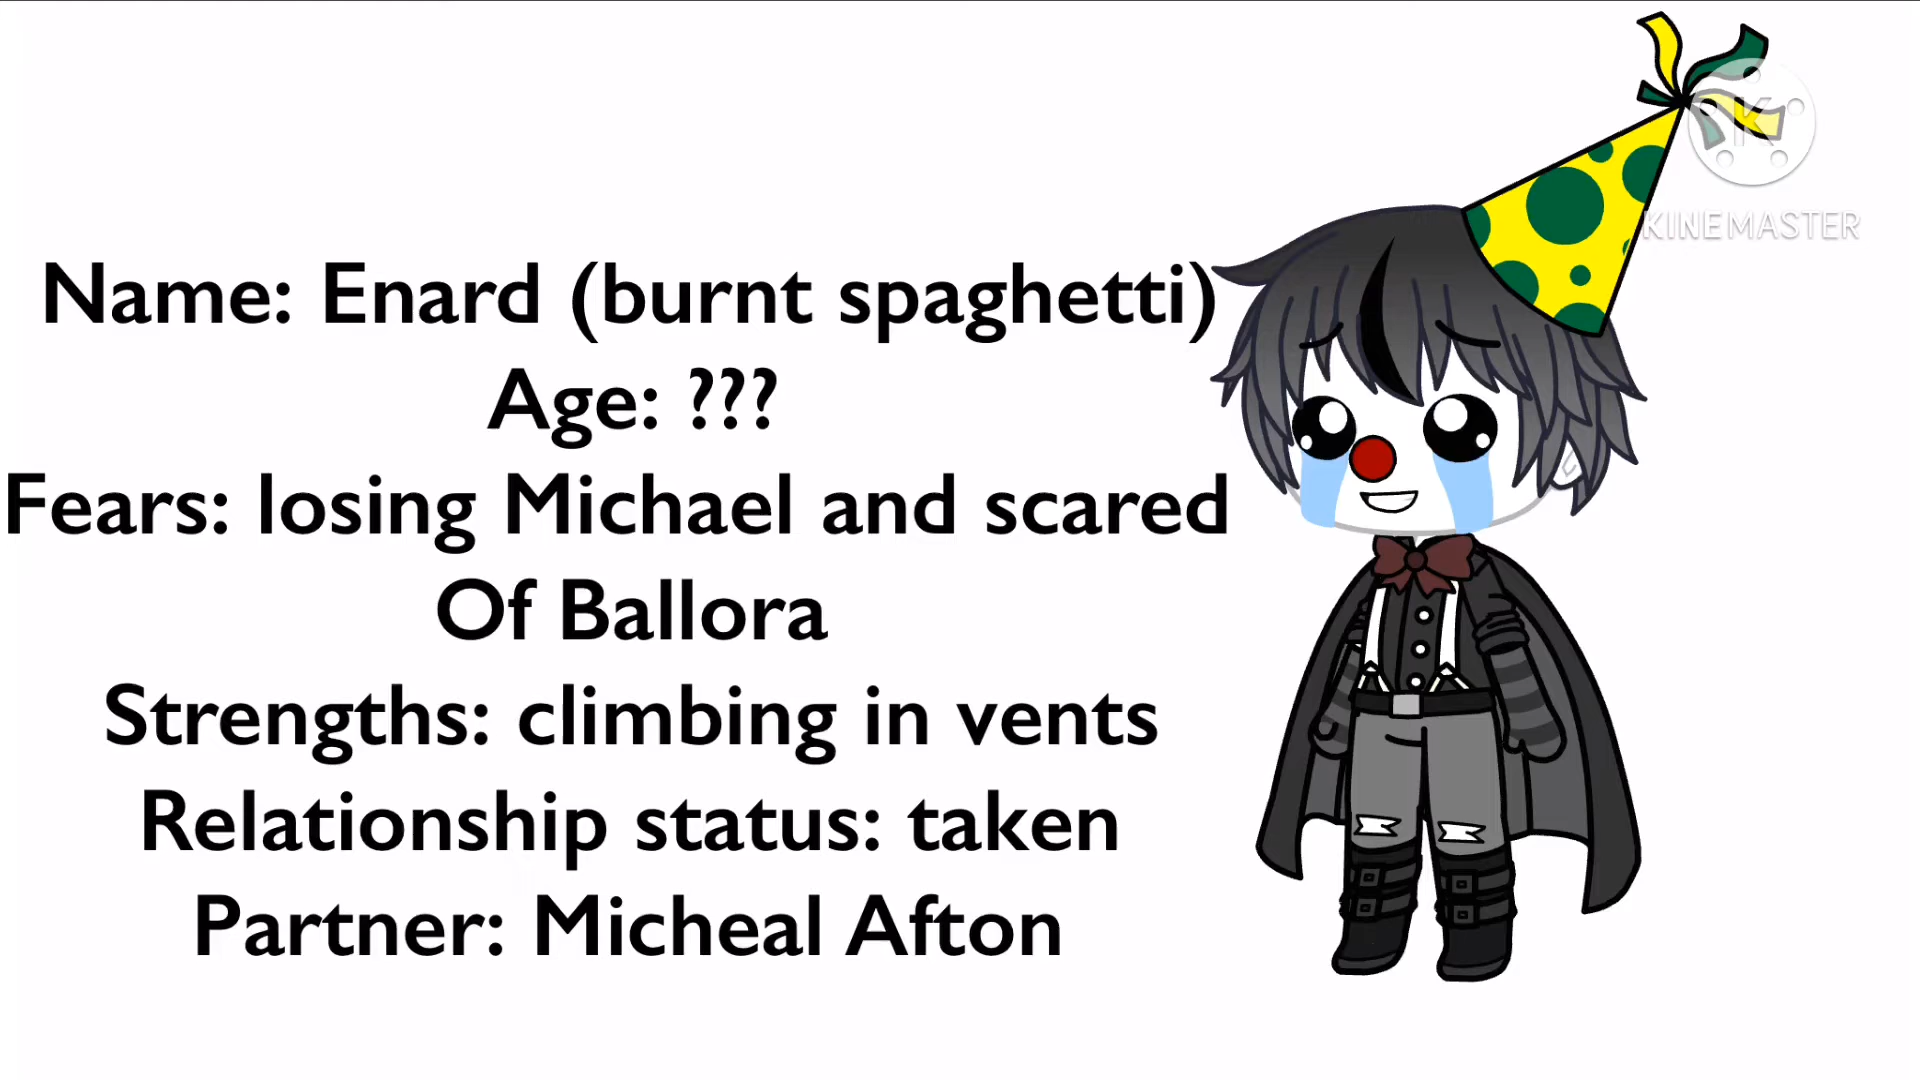 Name: Enard (burnt spaghetti)
Age: ???
Fears: losing Michael and scared
Of Ballora
Strengths: climbing in vents
Relationship status: taken
Partner: Micheal Afton
K
KINEMASTER